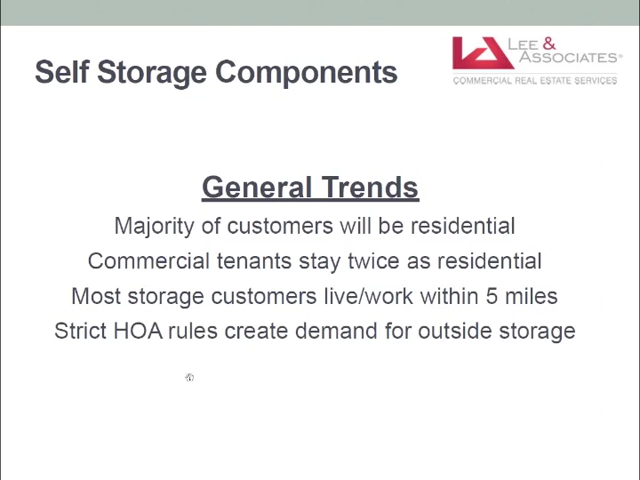 Self Storage Components
LEE &
ASSOCIATES
COMMERCIAL REAL ESTATE SERVICES
General Trends
Majority of customers will be residential
Commercial tenants stay twice as residential
Most storage customers live/work within 5 miles
Strict HOA rules create demand for outside storage